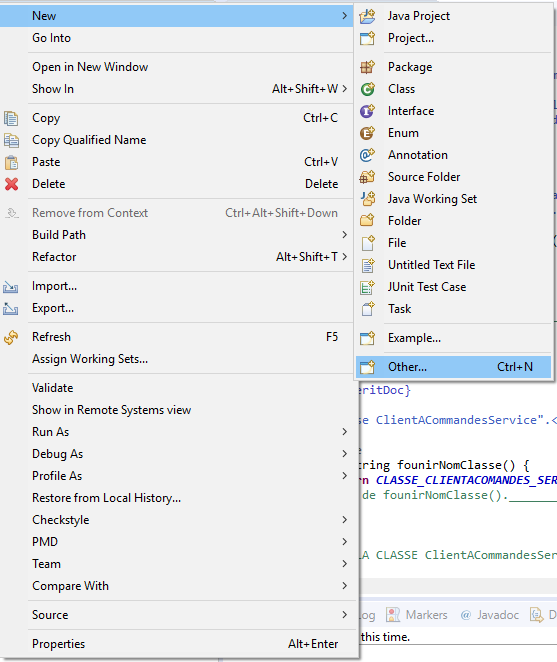 New
Go Into
Open in New Window
Show In Alt+Shift+W
Copy Ctrl+C
Copy Qualified Name
Paste Ctrl+V
Delete Delete
Remove from Context Ctrl+Alt+Shift+Down
Build Path
Refactor Alt+Shift+T
Import...
Export...
Refresh F5
Assign Working Sets...
Validate
Show in Remote Systems view
Run As
Debug As
Profile As
Restore from Local History...
Checkstyle
PMD
Team
Compare With
Source
Properties Alt+Enter
Java Project
Project...
Package
Class
Interface
Enum
Annotation
Source Folder
Java Working Set
Folder
File
Untitled Text File
JUnit Test Case
Task
Example...
Other... Ctrl+N
eritDoc}
se ClientACommandesService".<
tring founirNomClasse() {
rn CLASSE_CLIENTACOMANDES_SER
de founirNomClasse().______
LA CLASSE ClientACommandesSer
og Markers @ Javadoc D
this time.